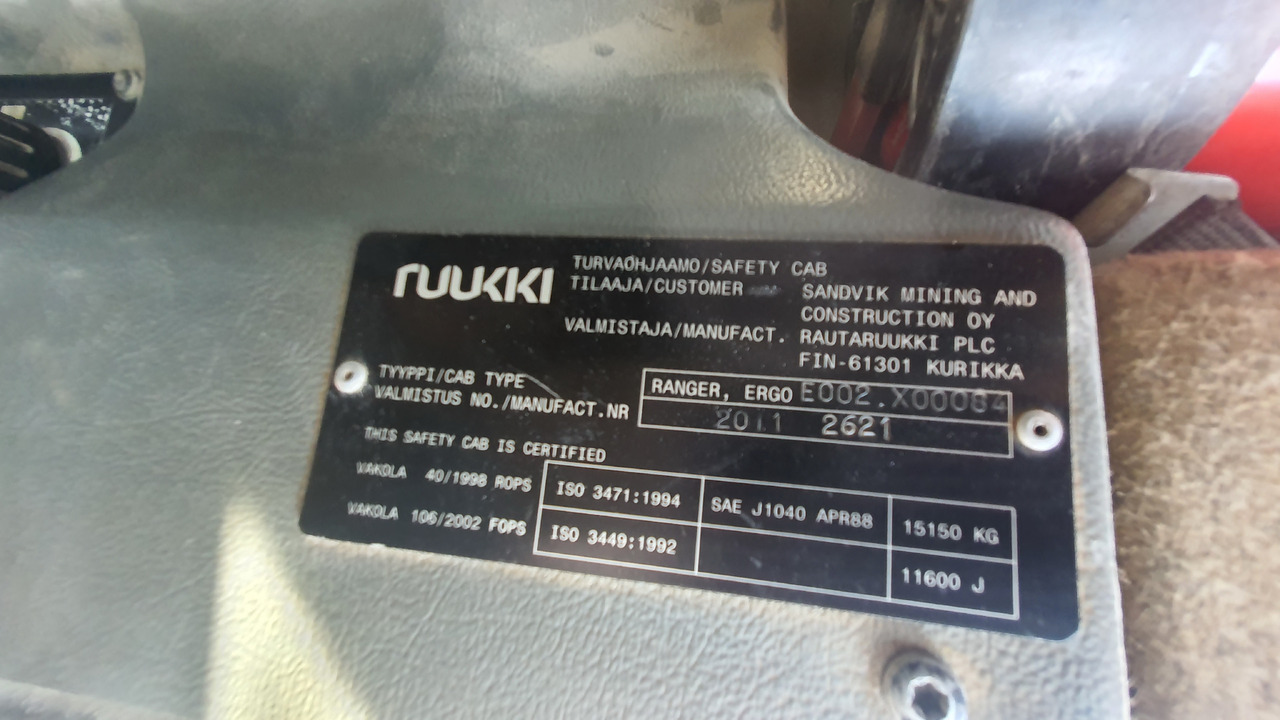 RUUKKI
TURVAOHJAAMO/SAFETY CAB
TILAAJA/CUSTOMER SANDVIK MINING AND
CONSTRUCTION OY
VALMISTAJA/MANUFACT. RAUTARUUKKI PLC
FIN-61301 KURIKKA
TYYPPI/CAB TYPE RANGER, ERGO E002.X00084
VALMISTUS NO./MANUFACT.NR 2011 2621
THIS SAFETY CAB IS CERTIFIED
VAKOLA 40/1998 ROPS ISO 3471:1994 SAE J1040 APR88 15150 KG
VAKOLA 106/2002 FOPS ISO 3449:1992 11600 J